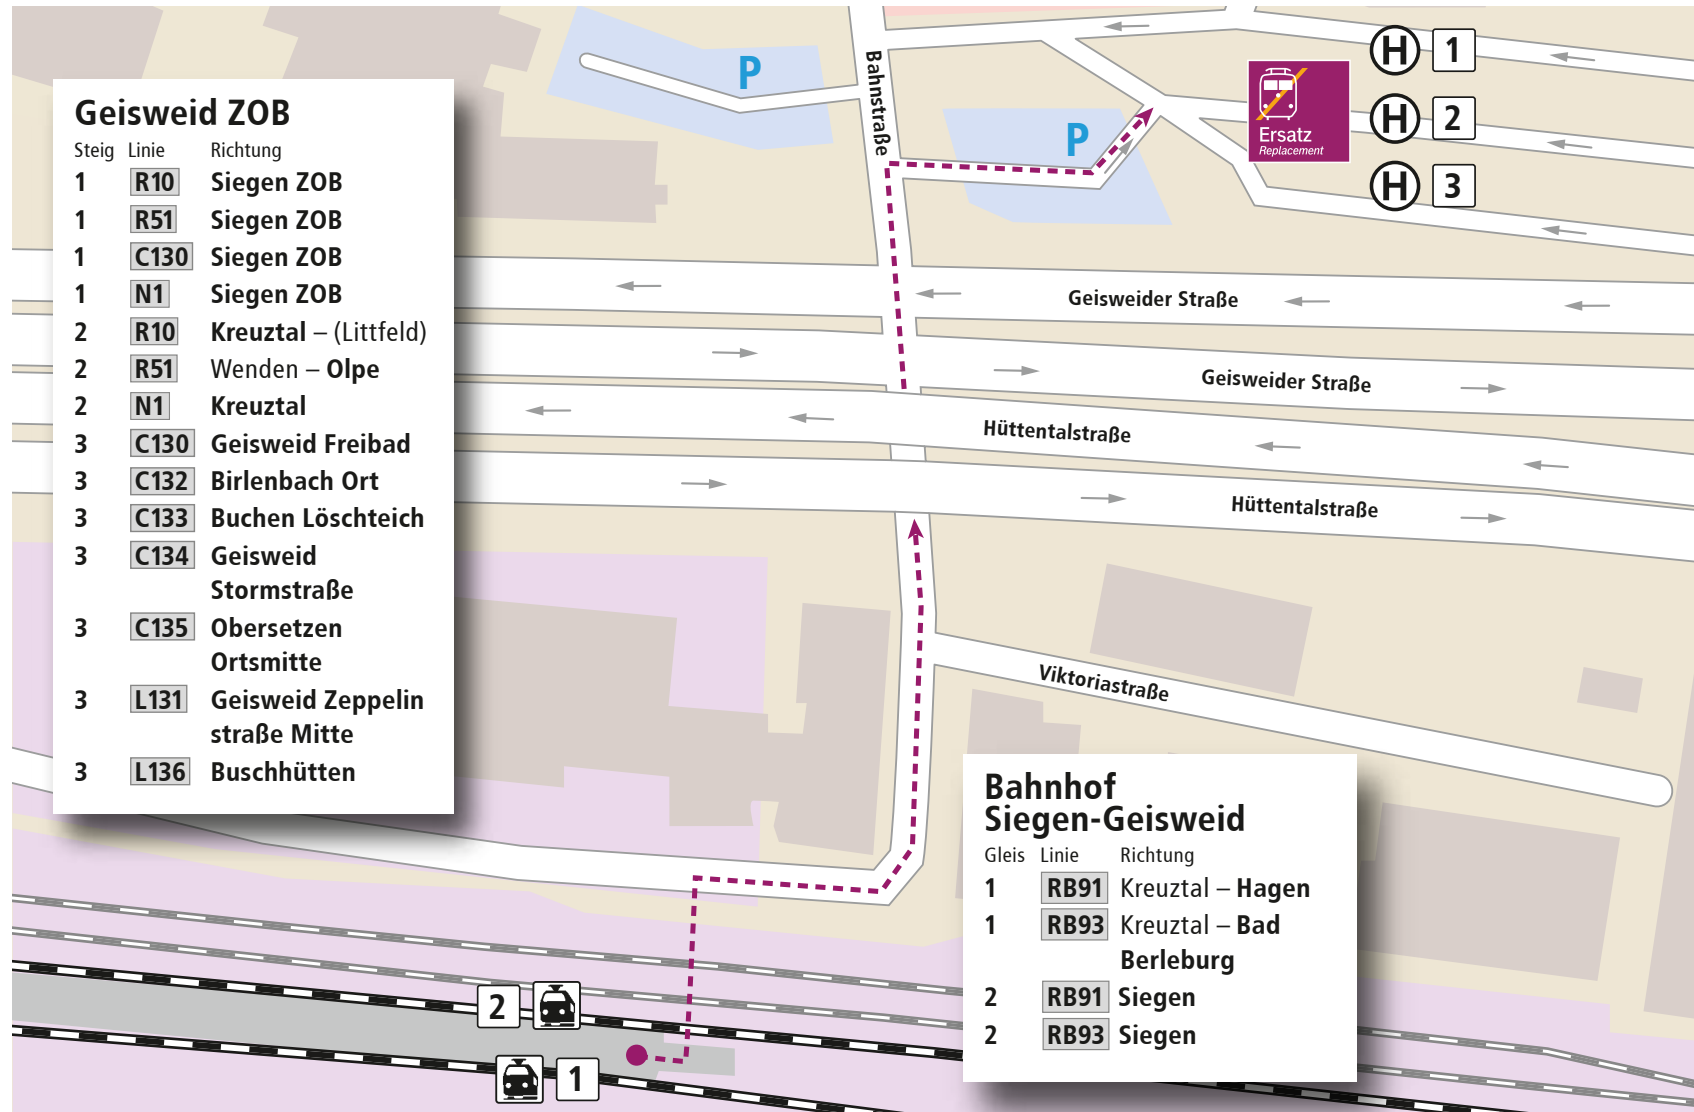 Geisweid ZOB
Steig Linie Richtung
1 R10 Siegen ZOB
1 R51 Siegen ZOB
1 C130 Siegen ZOB
1 N1 Siegen ZOB
2 R10 Kreuztal – (Littfeld)
2 R51 Wenden – Olpe
2 N1 Kreuztal
3 C130 Geisweid Freibad
3 C132 Birlenbach Ort
3 C133 Buchen Löschteich
3 C134 Geisweid
Stormstraße
3 C135 Obersetzen
Ortsmitte
3 L131 Geisweid Zeppelin
straße Mitte
3 L136 Buschhütten
P
Bahnstraße
P
Ersatz
Replacement
H 1
H 2
H 3
Geisweider Straße
Geisweider Straße
Hüttentalstraße
Hüttentalstraße
Viktoriastraße
Bahnhof
Siegen-Geisweid
Gleis Linie Richtung
1 RB91 Kreuztal – Hagen
1 RB93 Kreuztal – Bad
Berleburg
2 RB91 Siegen
2 RB93 Siegen
2
1